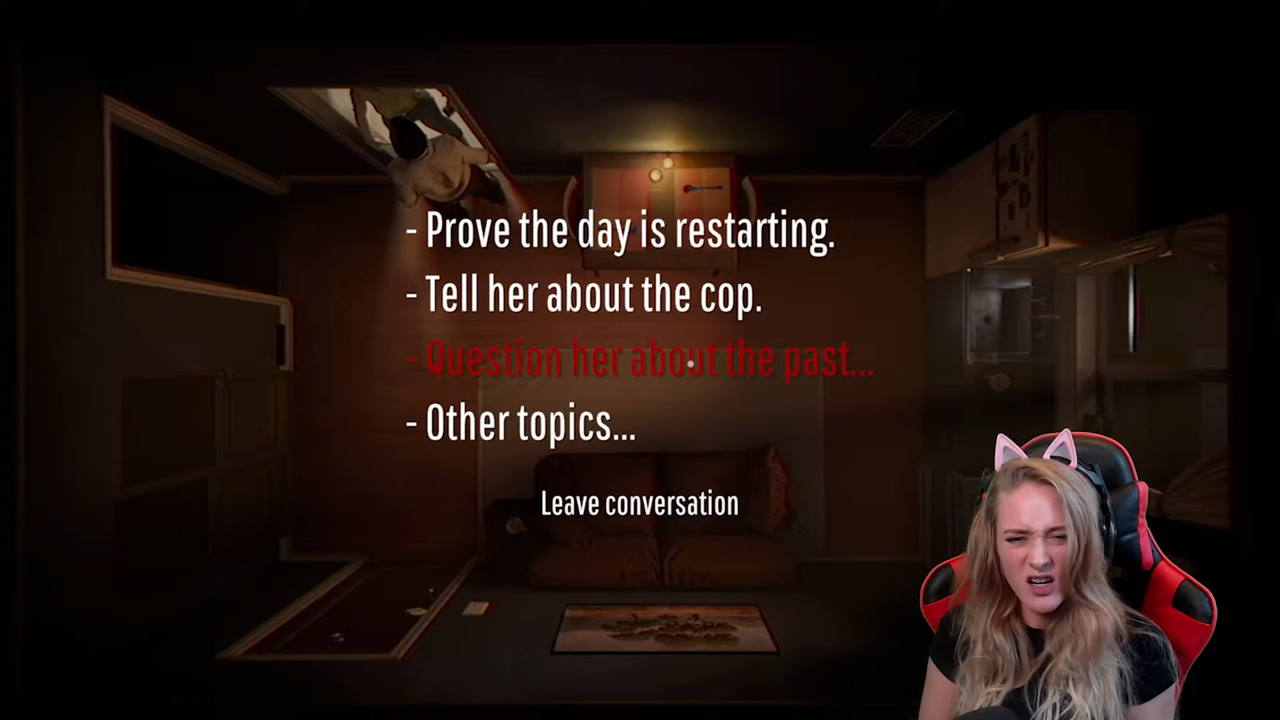 - Prove the day is restarting.
- Tell her about the cop.
- Question her about the past...
- Other topics...
Leave conversation